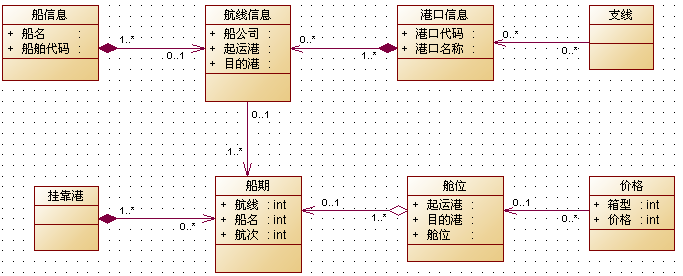 船信息
+ 船名 :
+ 船舶代码 :
1..*
0..1
航线信息
+ 船公司 :
+ 起运港 :
+ 目的港 :
0..*
1..*
港口信息
+ 港口代码 :
+ 港口名称 :
0..*
0..*
支线
0..1
1..*
挂靠港
1..*
0..*
船期
+ 航线 : int
+ 船名 : int
+ 航次 : int
0..1
1..*
舱位
+ 起运港 :
+ 目的港 :
+ 舱位 :
0..1
0..*
价格
+ 箱型 : int
+ 价格 : int